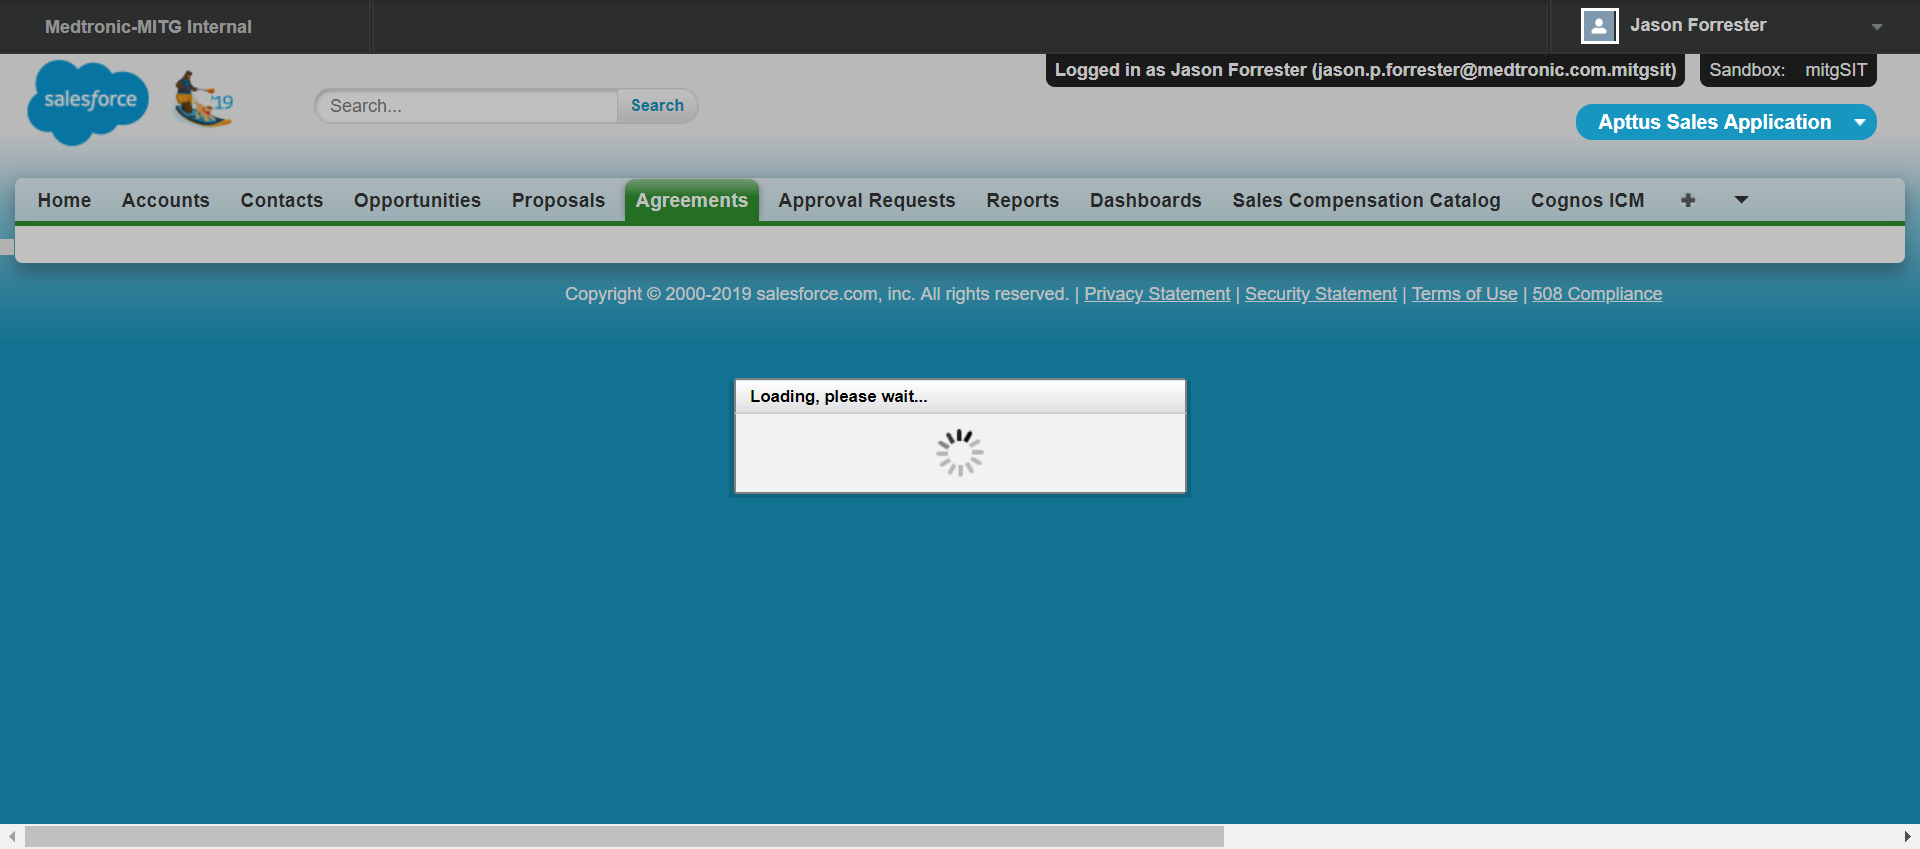 Medtronic-MITG Internal
Jason Forrester
Logged in as Jason Forrester (jason.p.forrester@medtronic.com.mitgsit)
Sandbox: mitgSIT
salesforce
'19
Search...
Search
Apttus Sales Application
Home Accounts Contacts Opportunities Proposals Agreements Approval Requests Reports Dashboards Sales Compensation Catalog Cognos ICM
Copyright © 2000-2019 salesforce.com, inc. All rights reserved. | Privacy Statement | Security Statement | Terms of Use | 508 Compliance
Loading, please wait...